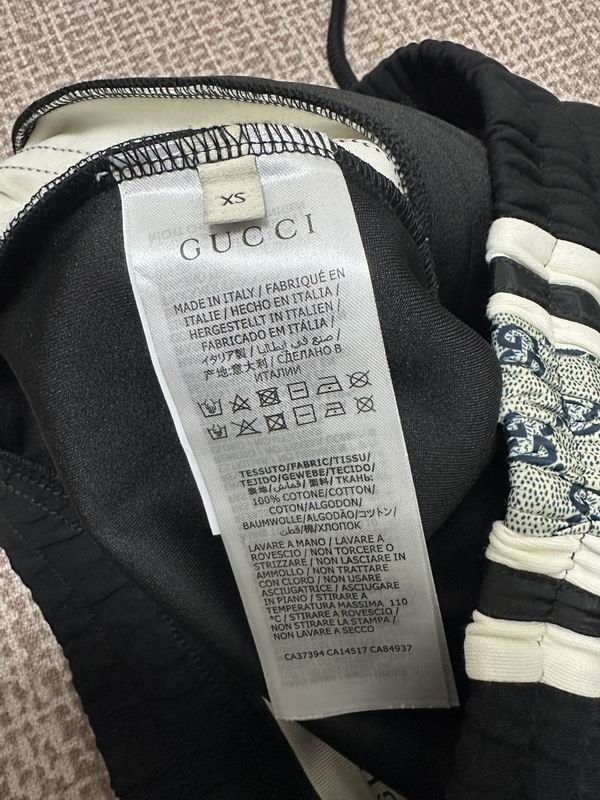 XS
GUCCI
MADE IN ITALY / FABRIQUÉ EN
ITALIE / HECHO EN ITALIA /
HERGESTELLT IN ITALIEN /
FABRICADO EM ITÁLIA /
イタリア製 / صنع في إيطاليا /
产地:意大利 / СДЕЛАНО В
ИТАЛИИ
TESSUTO/FABRIC/TISSU/
TEJIDO/GEWEBE/TECIDO/
表地/قماش/面料/ТКАНЬ:
100% COTONE/COTTON/
COTON/ALGODON/
BAUMWOLLE/ALGODÃO/コットン/
قطن/棉/ХЛОПОК
LAVARE A MANO / LAVARE A
ROVESCIO / NON TORCERE O
STRIZZARE / NON LASCIARE IN
AMMOLLO / NON TRATTARE
CON CLORO / NON USARE
ASCIUGATRICE / ASCIUGARE
IN PIANO / STIRARE A
TEMPERATURA MASSIMA 110
°C / STIRARE A ROVESCIO /
NON STIRARE LA STAMPA /
NON LAVARE A SECCO
CA37394 CA14517 CA84937